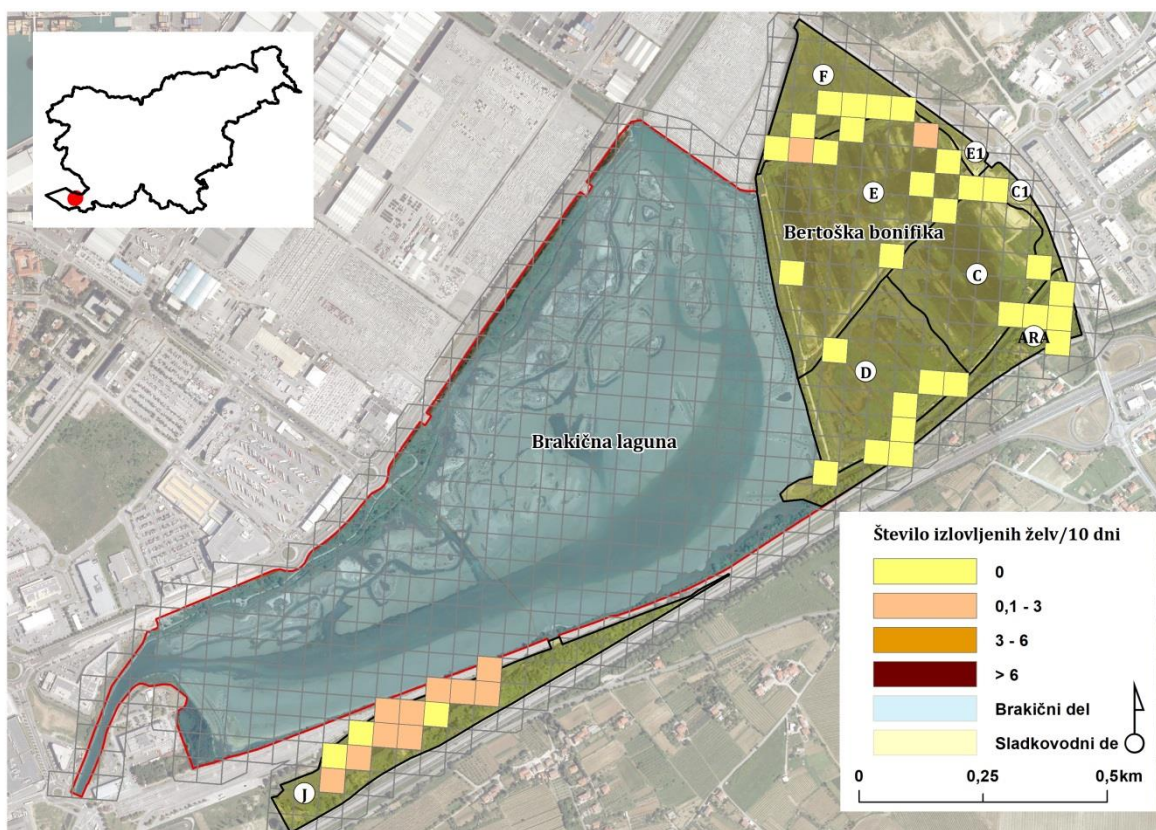 F
E1
C1
E
Bertoška bonifika
C
ARA
D
Brakična laguna
J
Število izlovljenih želv/10 dni
0
0,1 - 3
3 - 6
> 6
Brakični del
Sladkovodni de
0 0,25 0,5km